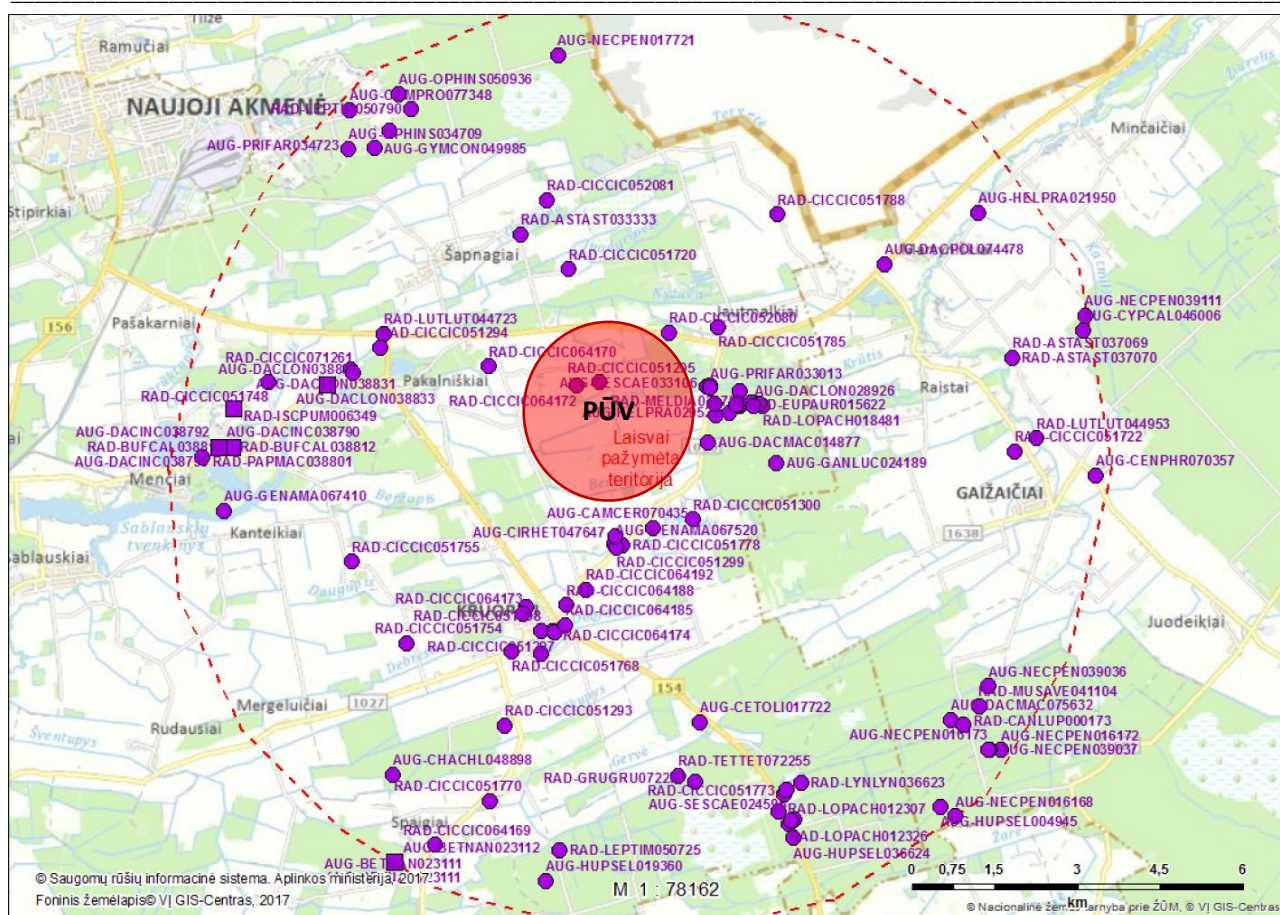 Tilžė
Ramučiai
AUG-NECPEN017721
AUG-OPHINS050936
NAUJOJI AKMENĖ
Minčaičiai
AUG-PRIFAR034723
AUG-GYMCON049985
RAD-CICCIC052081
RAD-CICCIC051788
AUG-HELPRA021950
Stipirkiai
RAD-ASTAST033333
Šapnagiai
AUG-DACPOL074478
RAD-CICCIC051720
AUG-NECPEN039111
AUG-CYPCAL046006
156
Pašakarniai
RAD-LUTLUT044723
RAD-CICCIC051294
RAD-CICCIC052080
RAD-CICCIC051785
RAD-ASTAST037069
RAD-ASTAST037070
RAD-CICCIC071261
RAD-CICCIC064170
RAD-CICCIC051295
AUG-PRIFAR033013
Krūtis
Raistai
AUG-DACLON038831
Pakalniškiai
AUG-DACLON028926
RAD-CICCIC051748
AUG-DACLON038833
RAD-CICCIC064172
PŪV
RAD-EUPAUR015622
RAD-ISCPUM006349
RAD-LOPACH018481
AUG-DACINC038792
AUG-DACINC038790
Laisvai
pažymėta
teritorija
RAD-LUTLUT044953
RAD-CICCIC051722
RAD-BUFCAL038812
AUG-DACMAC014877
RAD-PAPMAC038801
AUG-GANLUC024189
AUG-CENPHR070357
Menčiai
GAIŽAIČIAI
AUG-GENAMA067410
Kanteikiai
Sablauskių
tvenkinys
AUG-CAMCER070435
RAD-CICCIC051300
AUG-CIRHET047647
RAD-CICCIC051778
1638
RAD-CICCIC051755
RAD-CICCIC051299
RAD-CICCIC064192
RAD-CICCIC064173
RAD-CICCIC064188
RAD-CICCIC064185
RAD-CICCIC051754
RAD-CICCIC064174
Juodeikiai
RAD-CICCIC051768
AUG-NECPEN039036
154
RAD-MUSAVE041104
Mergeluičiai
1027
AUG-DACMAC075632
RAD-CICCIC051293
AUG-CETOLI017722
RAD-CANLUP000173
Rudausiai
AUG-NECPEN016172
AUG-NECPEN039037
Šventupys
Gervė
AUG-CHACHL048898
RAD-TETTET072255
RAD-CICCIC051770
RAD-CICCIC051773
RAD-LYNLYN036623
AUG-NECPEN016168
Spaigiai
RAD-LOPACH012307
AUG-HUPSEL004945
RAD-CICCIC064169
AUG-BETNAN023112
RAD-LOPACH012326
RAD-LEPTIM050725
AUG-HUPSEL036624
AUG-BETNAN023111
AUG-HUPSEL019360
© Saugomų rūšių informacinė sistema. Aplinkos ministerija, 2017.
M 1 : 78162
0 0,75 1,5 3 4,5 6
km
Foninis žemėlapis© VĮ GIS-Centras, 2017
© Nacionalinė žemės tarnyba prie ŽŪM, © VĮ GIS-Centras